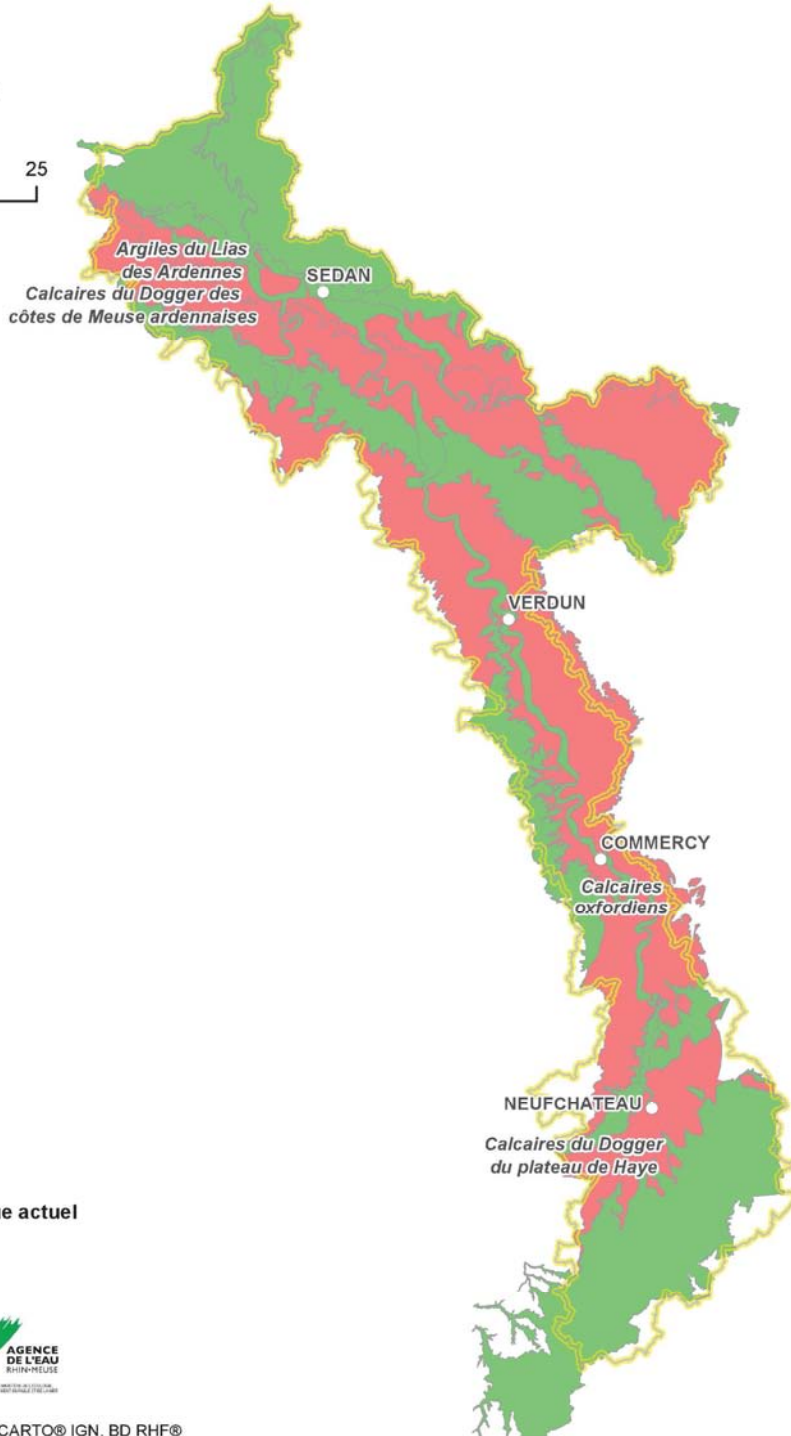 25
Argiles du Lias
des Ardennes
Calcaires du Dogger des
côtes de Meuse ardennaises
SEDAN
VERDUN
COMMERCY
Calcaires
oxfordiens
NEUFCHATEAU
Calcaires du Dogger
du plateau de Haye
actuel
AGENCE
DE L'EAU
RHIN-MEUSE
CARTO® IGN, BD RHF®